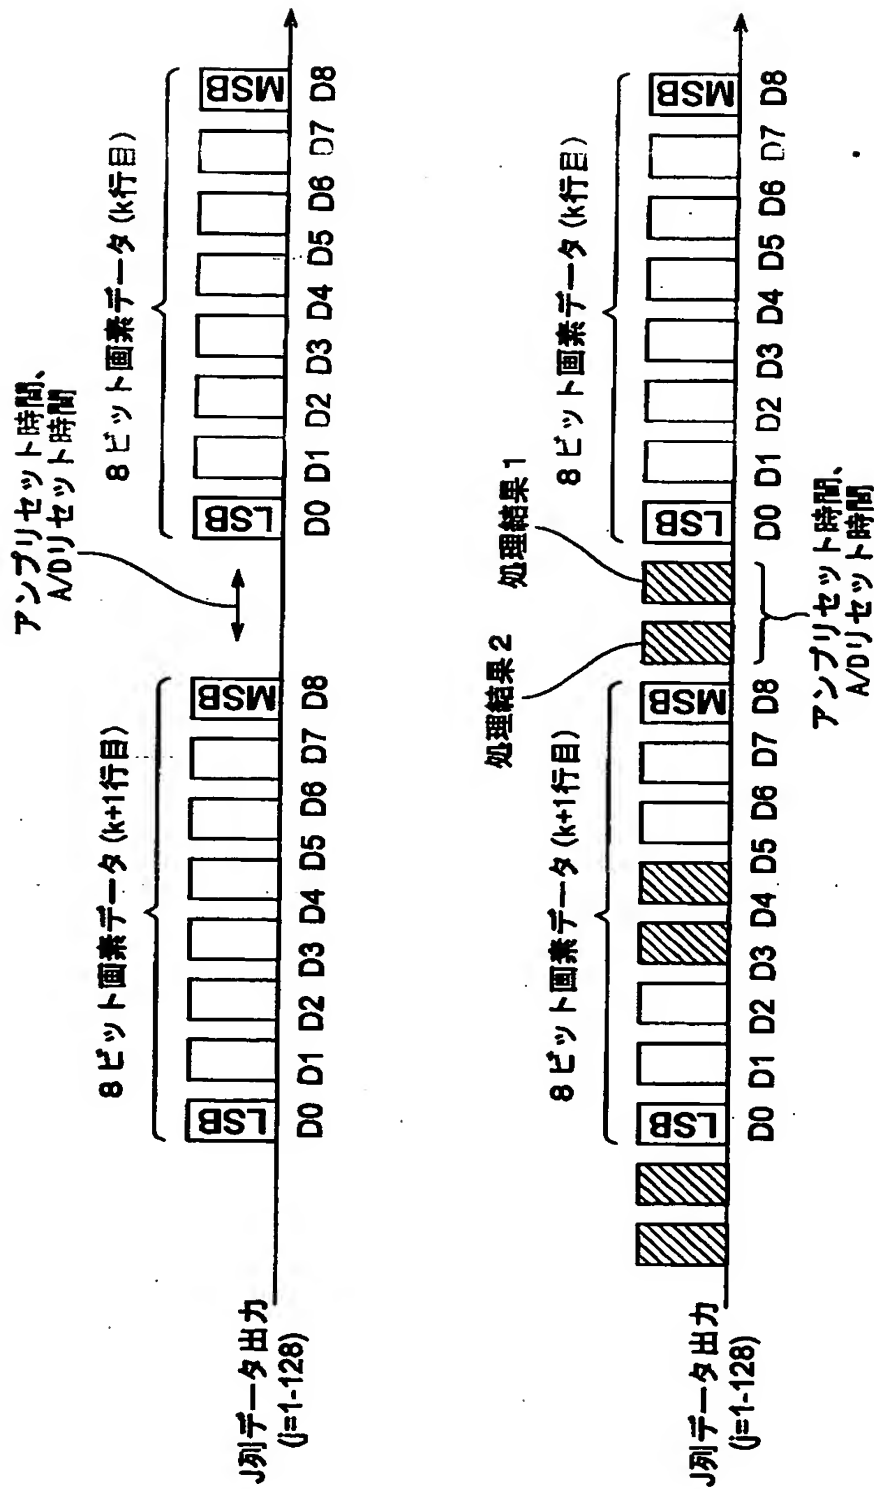 アンプリセット時間、
A/Dリセット時間
8ビット画素データ(k+1行目)
8ビット画素データ(k行目)
LSB
MSB
LSB
MSB
J列データ出力
(j=1-128)
D0 D1 D2 D3 D4 D5 D6 D7 D8
D0 D1 D2 D3 D4 D5 D6 D7 D8
処理結果2
処理結果1
8ビット画素データ(k+1行目)
8ビット画素データ(k行目)
LSB
MSB
LSB
MSB
J列データ出力
(j=1-128)
D0 D1 D2 D3 D4 D5 D6 D7 D8
D0 D1 D2 D3 D4 D5 D6 D7 D8
アンプリセット時間、
A/Dリセット時間